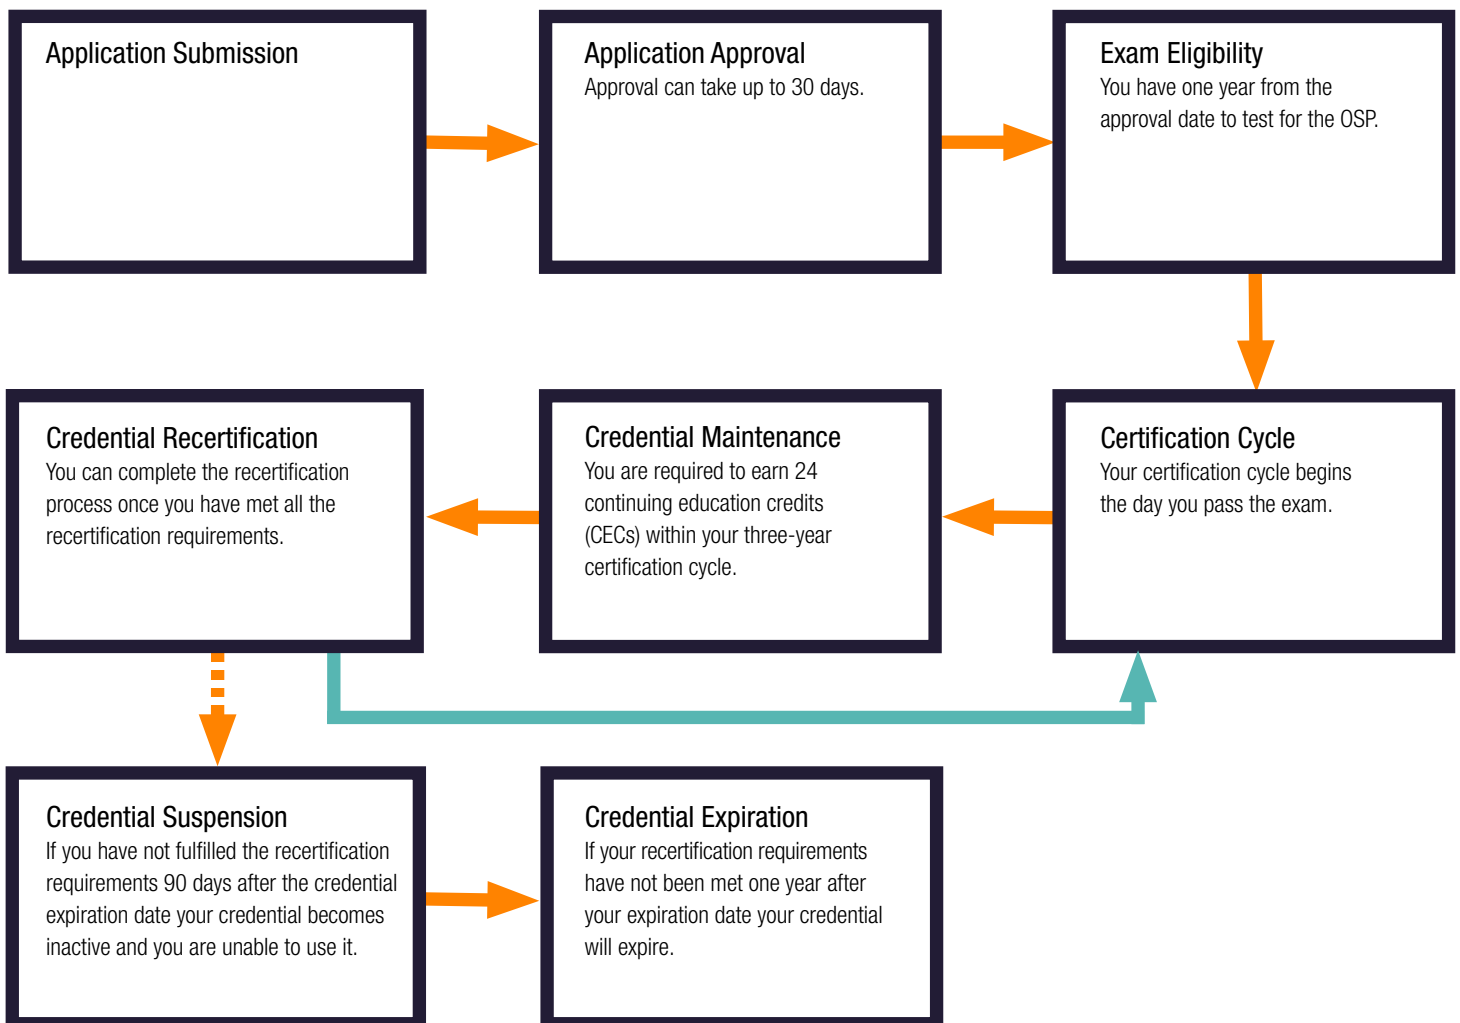 Application Submission
Application Approval
Approval can take up to 30 days.
Exam Eligibility
You have one year from the
approval date to test for the OSP.
Credential Recertification
You can complete the recertification
process once you have met all the
recertification requirements.
Credential Maintenance
You are required to earn 24
continuing education credits
(CECs) within your three-year
certification cycle.
Certification Cycle
Your certification cycle begins
the day you pass the exam.
Credential Suspension
If you have not fulfilled the recertification
requirements 90 days after the credential
expiration date your credential becomes
inactive and you are unable to use it.
Credential Expiration
If your recertification requirements
have not been met one year after
your expiration date your credential
will expire.